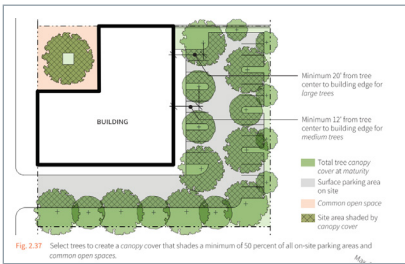 Minimum 20' from tree
center to building edge for
large trees
BUILDING
Minimum 12' from tree
center to building edge for
medium trees
Total tree canopy
cover at maturity
Surface parking area
on site
Common open space
Site area shaded by
canopy cover
Fig. 2.37 Select trees to create a canopy cover that shades a minimum of 50 percent of all on-site parking areas and
common open spaces.